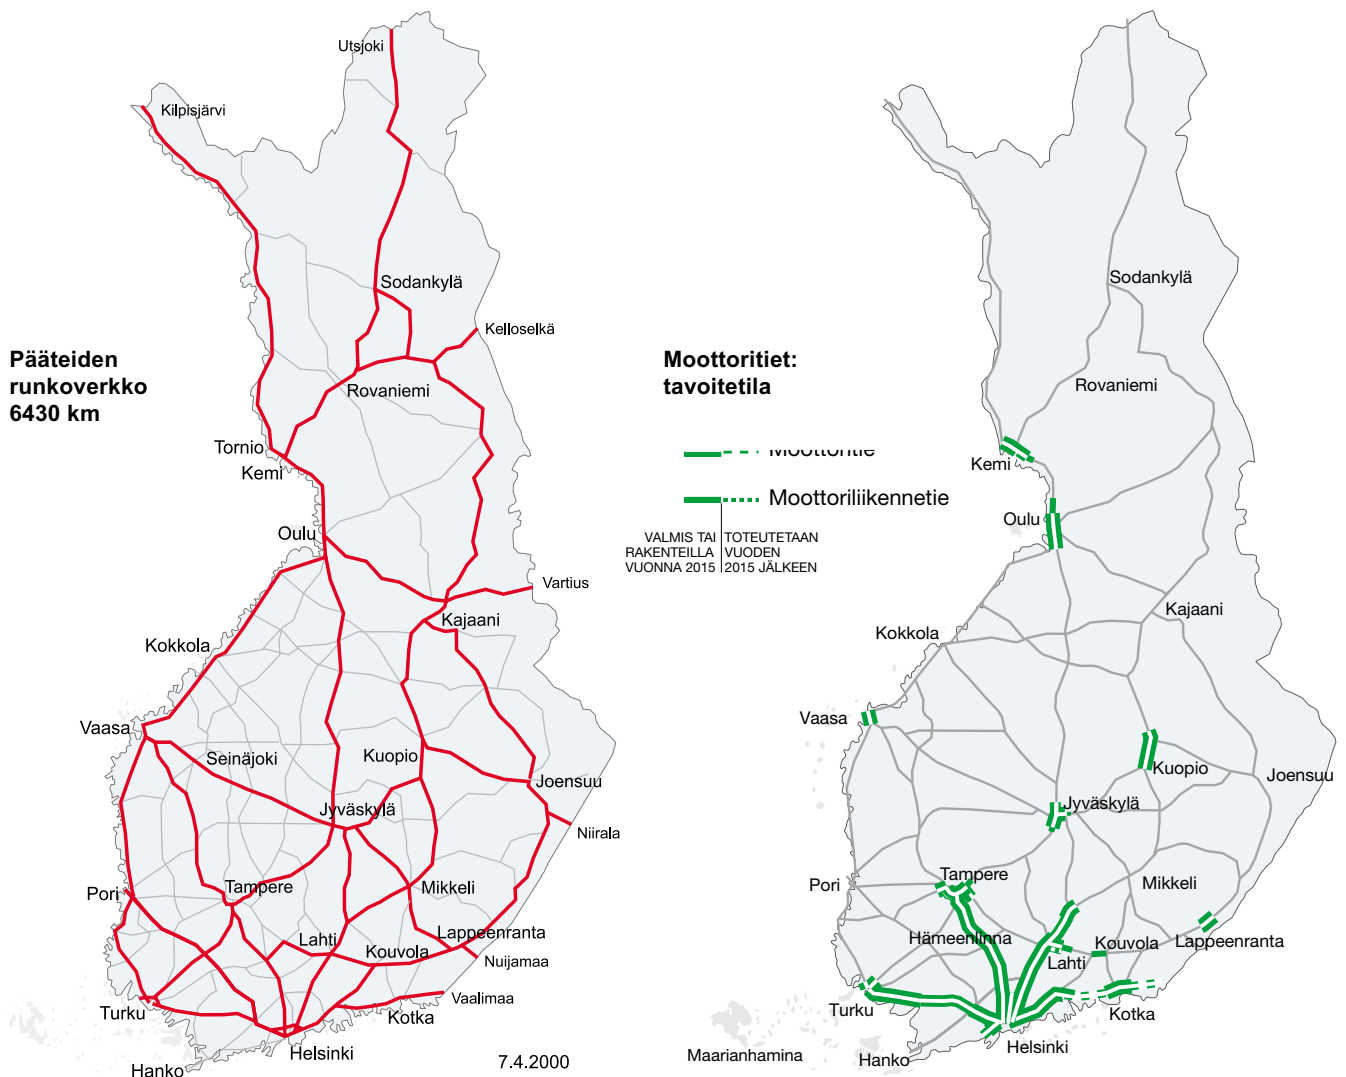 Utsjoki
Kilpisjärvi
Sodankylä
Kelloselkä
Pääteiden
runkoverkko
6430 km
Rovaniemi
Tornio
Kemi
Oulu
Vartius
Kajaani
Kokkola
Vaasa
Seinäjoki
Kuopio
Joensuu
Jyväskylä
Niirala
Tampere
Mikkeli
Pori
Lahti
Kouvola
Lappeenranta
Nuijamaa
Vaalimaa
Turku
Kotka
Helsinki
Hanko
7.4.2000
Moottoritiet:
tavoitetila
Moottoritie
Moottoriliikennetie
VALMIS TAI
RAKENTEILLA
VUONNA 2015
TOTEUTETAAN
VUODEN
2015 JÄLKEEN
Sodankylä
Rovaniemi
Kemi
Oulu
Kajaani
Kokkola
Vaasa
Kuopio
Joensuu
Jyväskylä
Tampere
Pori
Mikkeli
Hämeenlinna
Kouvola
Lappeenranta
Lahti
Turku
Kotka
Helsinki
Maarianhamina
Hanko